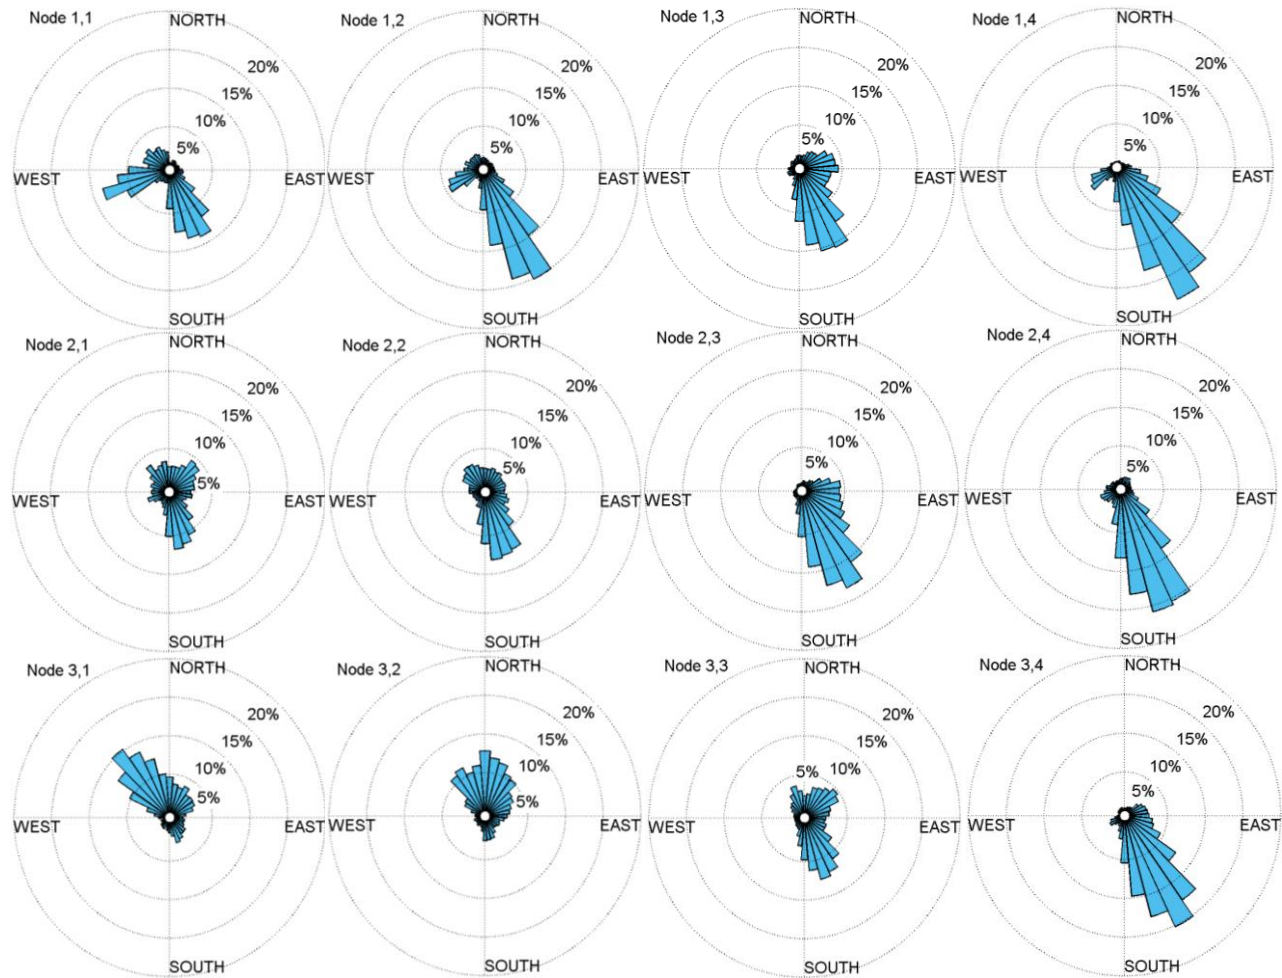 Node 1,1
NORTH
20%
15%
10%
5%
WEST
EAST
SOUTH
Node 1,2
NORTH
20%
15%
10%
5%
WEST
EAST
SOUTH
Node 1,3
NORTH
20%
15%
10%
5%
WEST
EAST
SOUTH
Node 1,4
NORTH
20%
15%
10%
5%
WEST
EAST
SOUTH
Node 2,1
NORTH
20%
15%
10%
5%
WEST
EAST
SOUTH
Node 2,2
NORTH
20%
15%
10%
5%
WEST
EAST
SOUTH
Node 2,3
NORTH
20%
15%
10%
5%
WEST
EAST
SOUTH
Node 2,4
NORTH
20%
15%
10%
5%
WEST
EAST
SOUTH
Node 3,1
NORTH
20%
15%
10%
5%
WEST
EAST
SOUTH
Node 3,2
NORTH
20%
15%
10%
5%
WEST
EAST
SOUTH
Node 3,3
NORTH
20%
15%
10%
5%
WEST
EAST
SOUTH
Node 3,4
NORTH
20%
15%
10%
5%
WEST
EAST
SOUTH